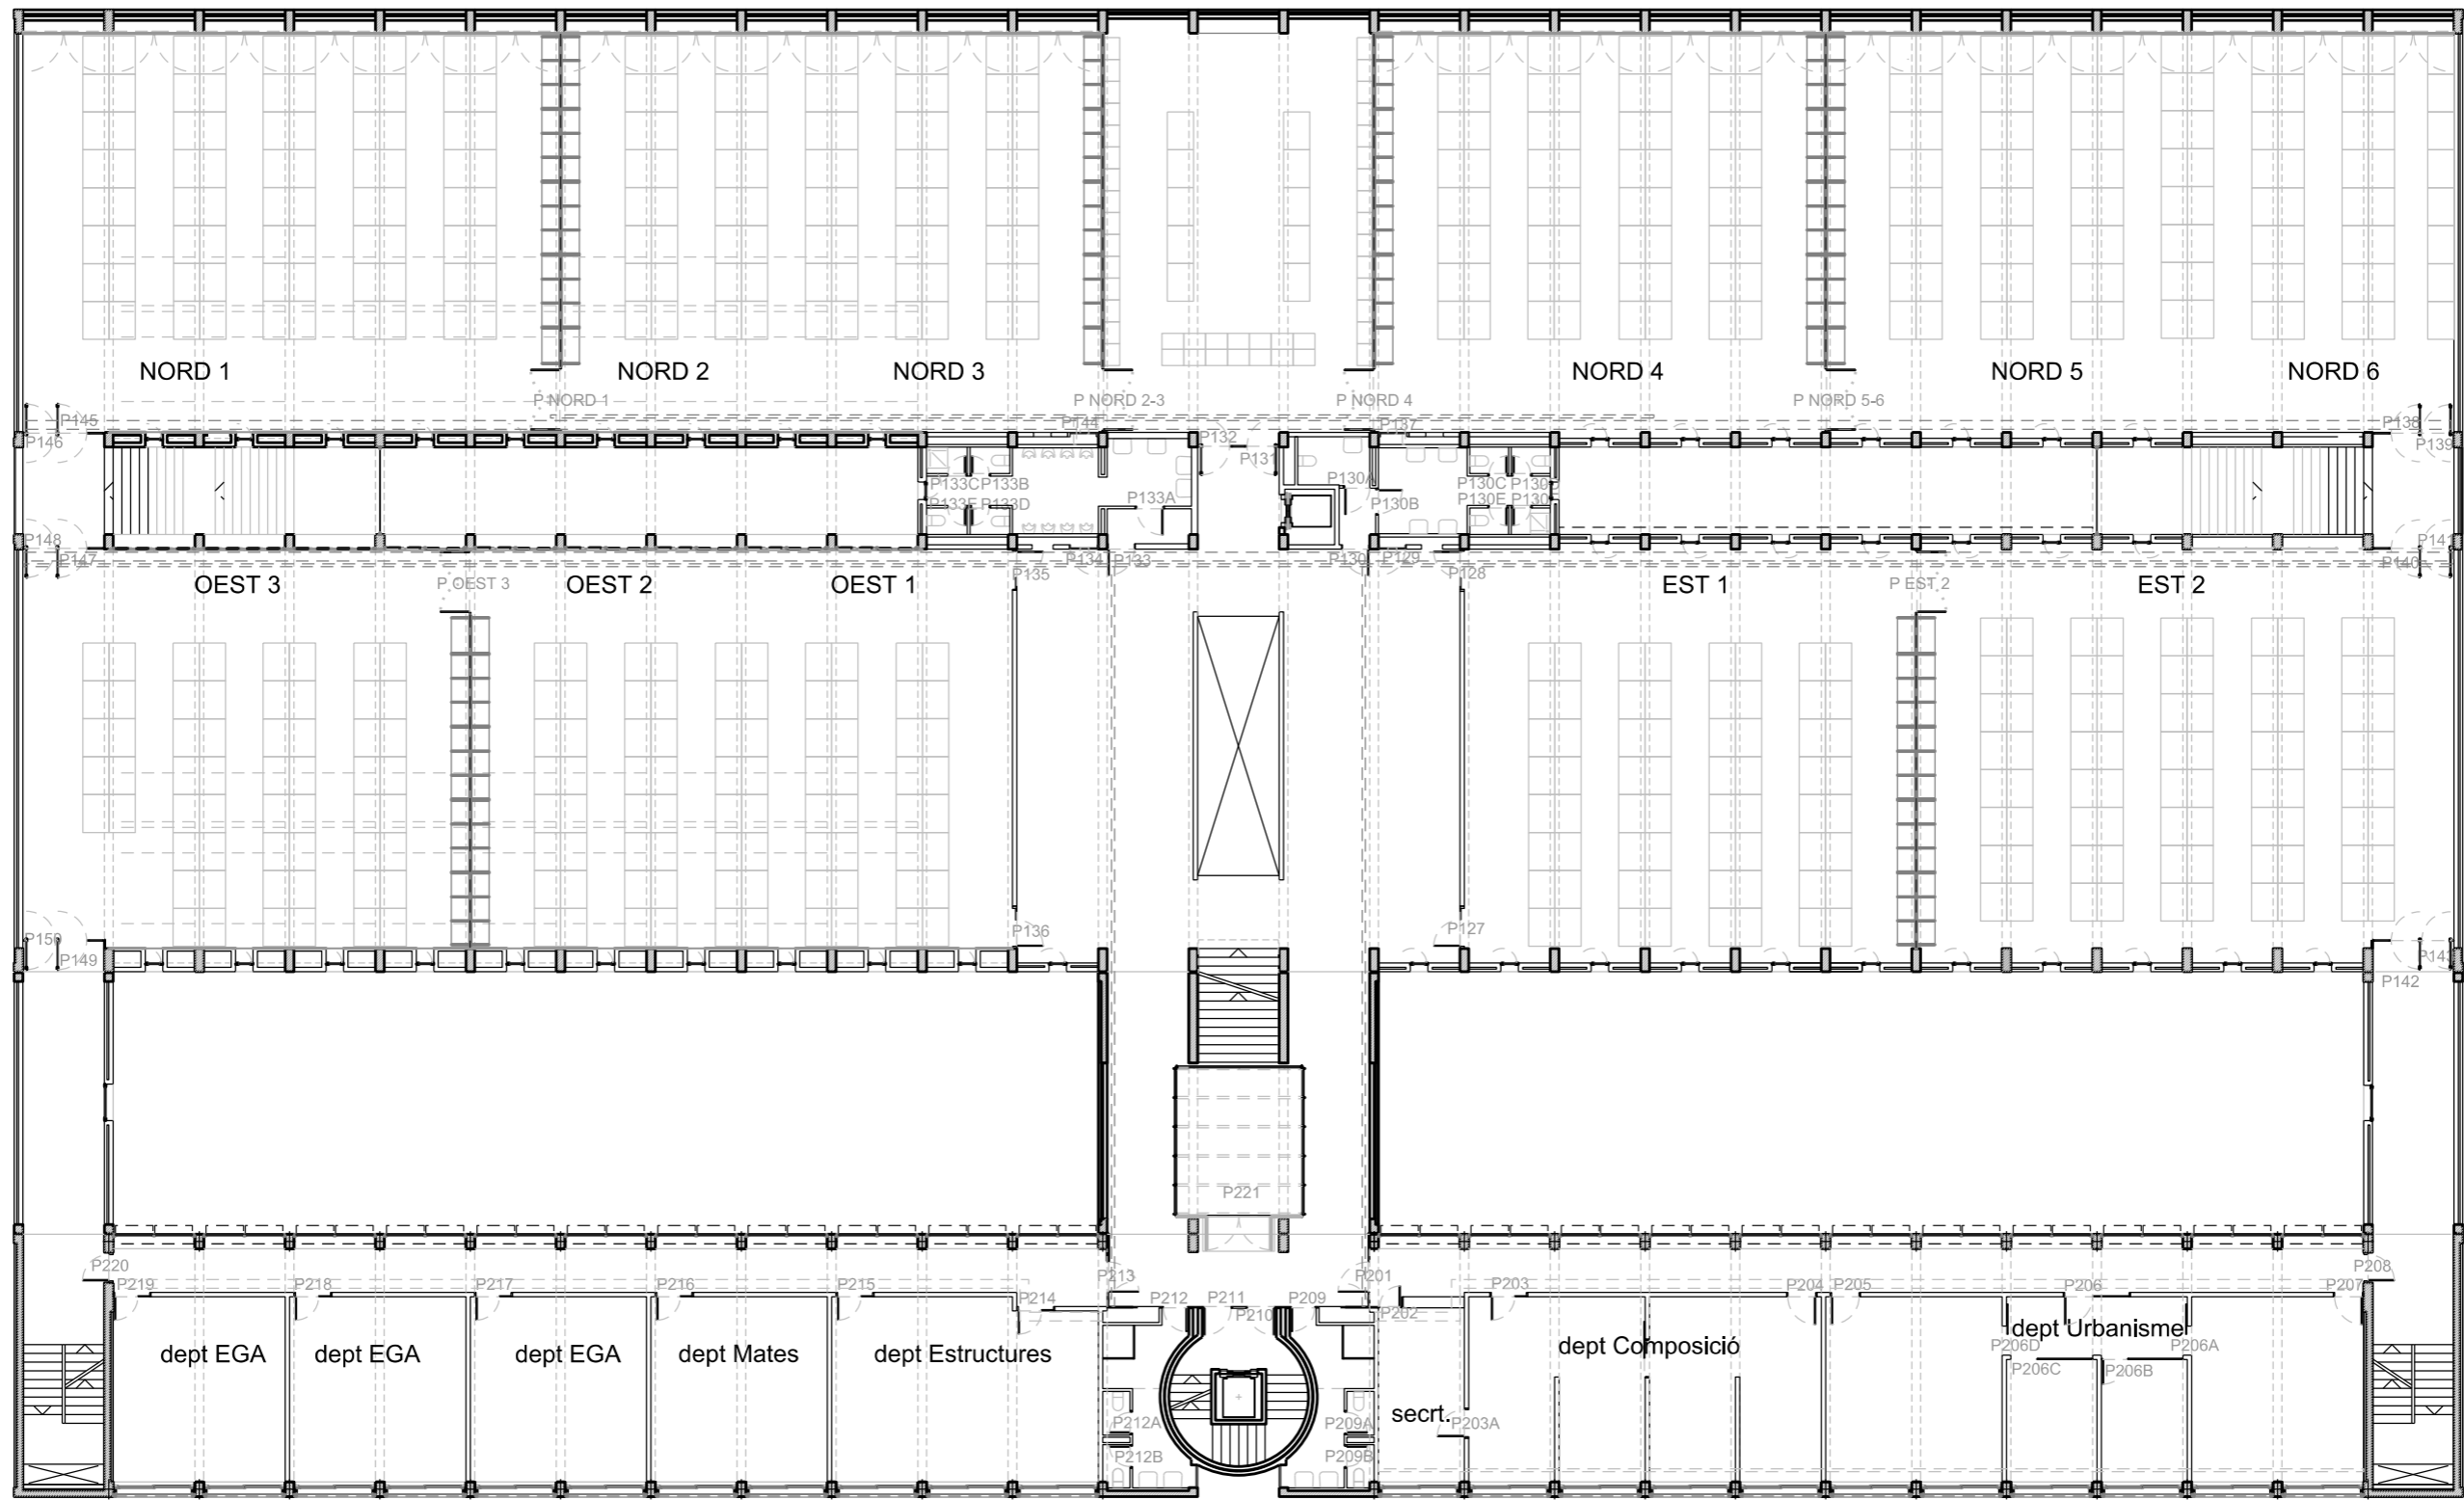 NORD 1
NORD 2
NORD 3
NORD 4
NORD 5
NORD 6
P NORD 1
P NORD 2-3
P NORD 4
P NORD 5-6
P145
P144
P132
P137
P138
P146
P131
P139
P133C
P133B
P130A
P130C
P133E
P133D
P133A
P130B
P130E
P148
P134
P133
P130
P129
P141
P147
P135
P128
P140
OEST 3
P OEST 3
OEST 2
OEST 1
EST 1
P EST 2
EST 2
P150
P136
P127
P149
P143
P142
P221
P220
P213
P201
P208
P219
P218
P217
P216
P215
P214
P212
P211
P210
P209
P202
P203
P204
P205
P206
P207
dept EGA
dept EGA
dept EGA
dept Mates
dept Estructures
dept Composició
dept Urbanisme
P206D
P206A
P206C
P206B
secrt.
P212A
P209A
P203A
P212B
P209B